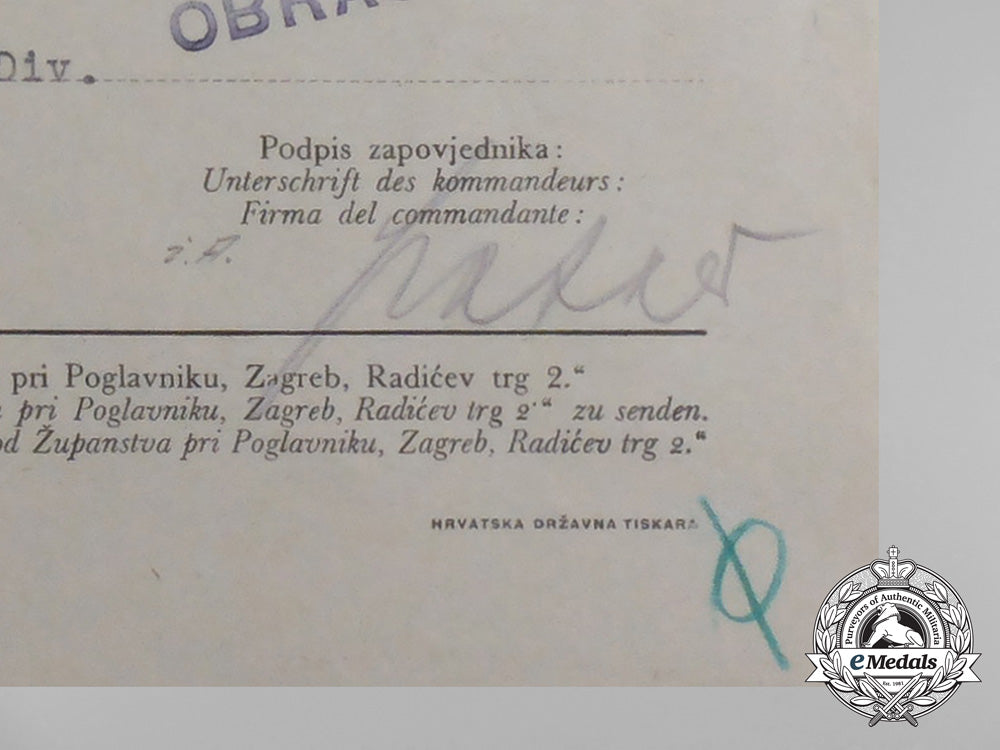 OBRA
Div.
Podpis zapovjednika:
Unterschrift des kommandeurs:
Firma del commandante:
i.A.
pri Poglavniku, Zagreb, Radićev trg 2.“
pri Poglavniku, Zagreb, Radićev trg 2.“ zu senden.
od Županstva pri Poglavniku, Zagreb, Radićev trg 2.“
HRVATSKA DRŽAVNA TISKARA
Purveyors of Authentic Militaria
eMedals
Est. 1981